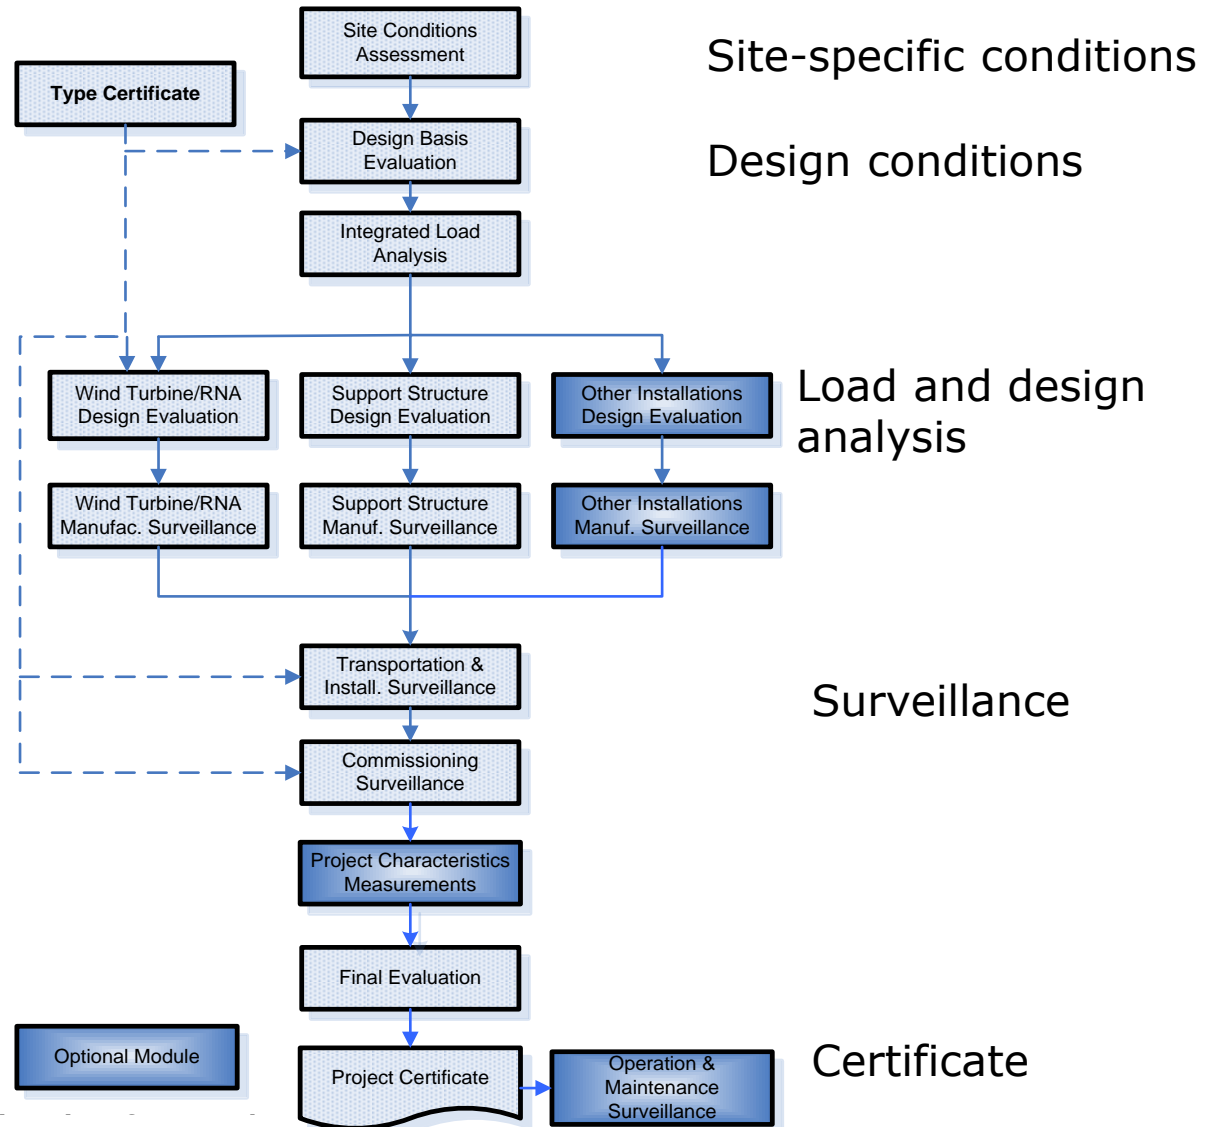 Site Conditions
Assessment
Site-specific conditions
Type Certificate
Design Basis
Evaluation
Design conditions
Integrated Load
Analysis
Wind Turbine/RNA
Design Evaluation
Support Structure
Design Evaluation
Other Installations
Design Evaluation
Load and design
analysis
Wind Turbine/RNA
Manufac. Surveillance
Support Structure
Manuf. Surveillance
Other Installations
Manuf. Surveillance
Transportation &
Install. Surveillance
Surveillance
Commissioning
Surveillance
Project Characteristics
Measurements
Final Evaluation
Optional Module
Project Certificate
Operation &
Maintenance
Surveillance
Certificate